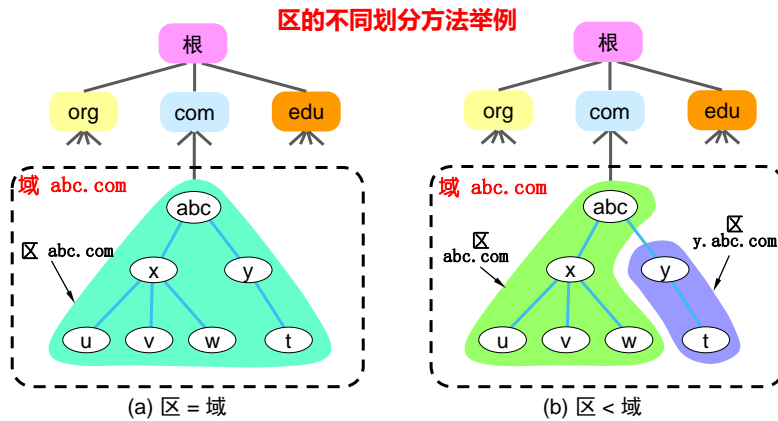 区的不同划分方法举例
根
org
com
edu
域 abc.com
abc
区 abc.com
x
y
u
v
w
t
(a) 区 = 域
根
org
com
edu
域 abc.com
abc
区
abc.com
区
y.abc.com
x
y
u
v
w
t
(b) 区 < 域